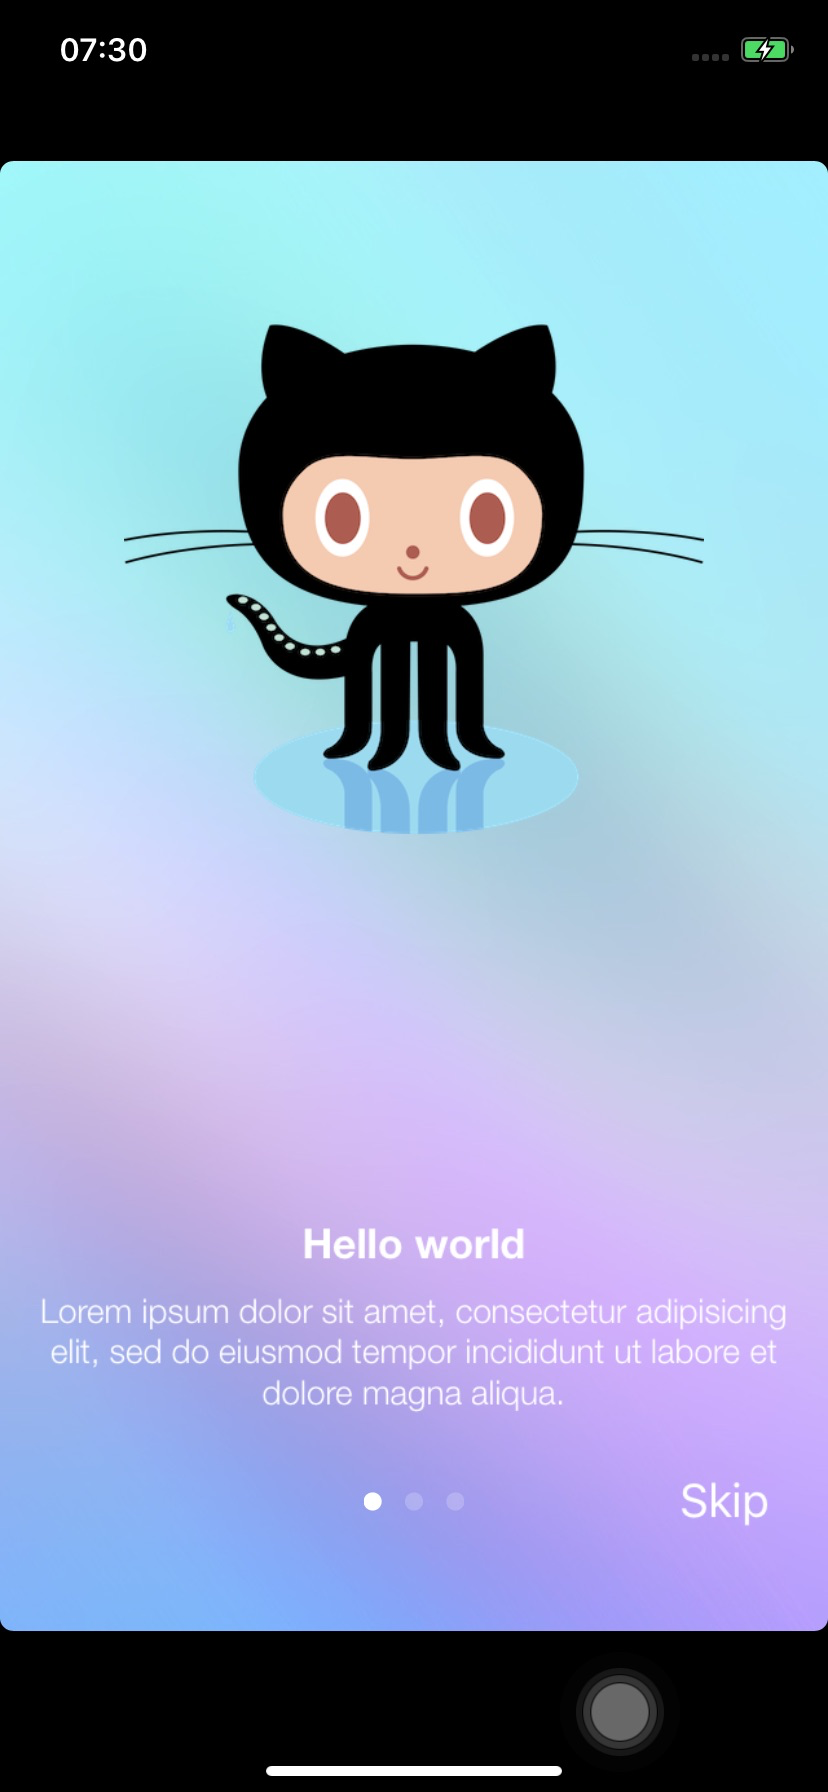 07:30
Hello world
Lorem ipsum dolor sit amet, consectetur adipisicing
elit, sed do eiusmod tempor incididunt ut labore et
dolore magna aliqua.
Skip